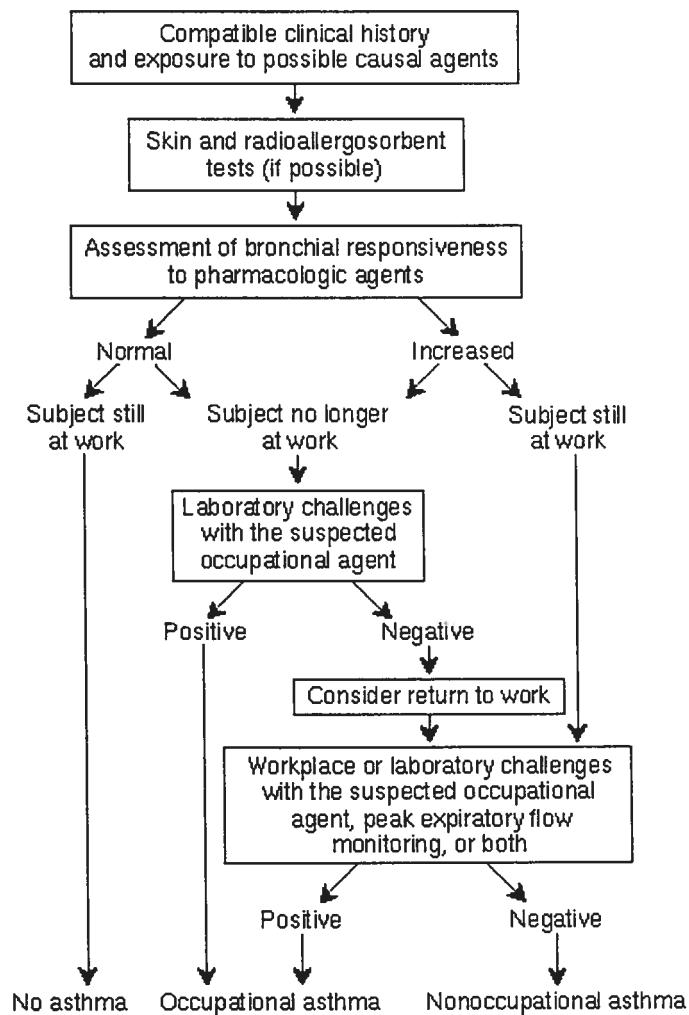 Compatible clinical history
and exposure to possible causal agents
Skin and radioallergosorbent
tests (if possible)
Assessment of bronchial responsiveness
to pharmacologic agents
Normal
Increased
Subject still
at work
Subject no longer
at work
Subject still
at work
Laboratory challenges
with the suspected
occupational agent
Positive
Negative
Consider return to work
Workplace or laboratory challenges
with the suspected occupational
agent, peak expiratory flow
monitoring, or both
Positive
Negative
No asthma
Occupational asthma
Nonoccupational asthma